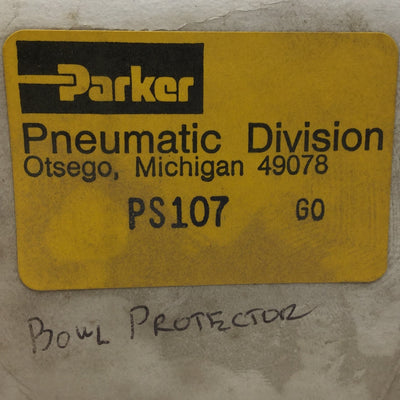 Parker
Pneumatic Division
Otsego, Michigan 49078
PS107 GO
BOWL PROTECTOR